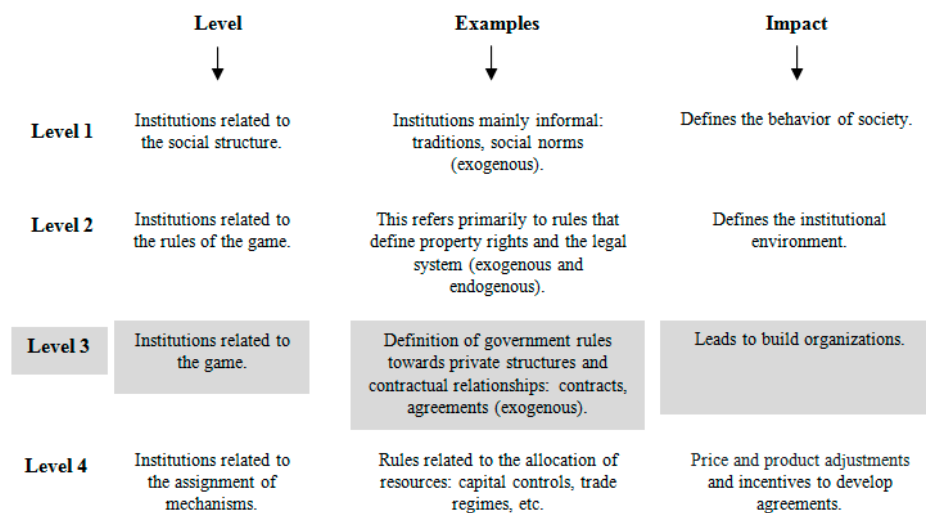 Level Examples Impact
Level 1
Institutions related to
the social structure.
Institutions mainly informal:
traditions, social norms
(exogenous).
Defines the behavior of society.
Level 2
Institutions related to
the rules of the game.
This refers primarily to rules that
define property rights and the legal
system (exogenous and
endogenous).
Defines the institutional
environment.
Level 3
Institutions related to
the game.
Definition of government rules
towards private structures and
contractual relationships: contracts,
agreements (exogenous).
Leads to build organizations.
Level 4
Institutions related to
the assignment of
mechanisms.
Rules related to the allocation of
resources: capital controls, trade
regimes, etc.
Price and product adjustments
and incentives to develop
agreements.